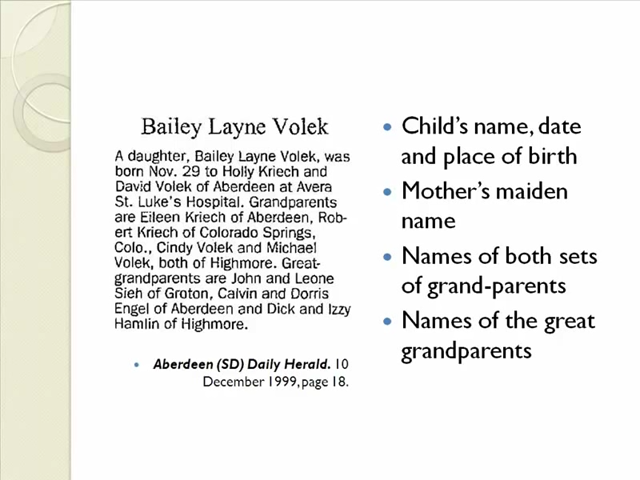 Bailey Layne Volek
A daughter, Bailey Layne Volek, was
born Nov. 29 to Holly Kriech and
David Volek of Aberdeen at Avera
St. Luke's Hospital. Grandparents
are Eileen Kriech of Aberdeen, Rob-
ert Kriech of Colorado Springs,
Colo., Cindy Volek and Michael
Volek, both of Highmore. Great-
grandparents are John and Leone
Sieh of Groton, Calvin and Dorris
Engel of Aberdeen and Dick and Izzy
Hamlin of Highmore.
• Aberdeen (SD) Daily Herald. 10
December 1999, page 18.
• Child's name, date
and place of birth
• Mother's maiden
name
• Names of both sets
of grand-parents
• Names of the great
grandparents